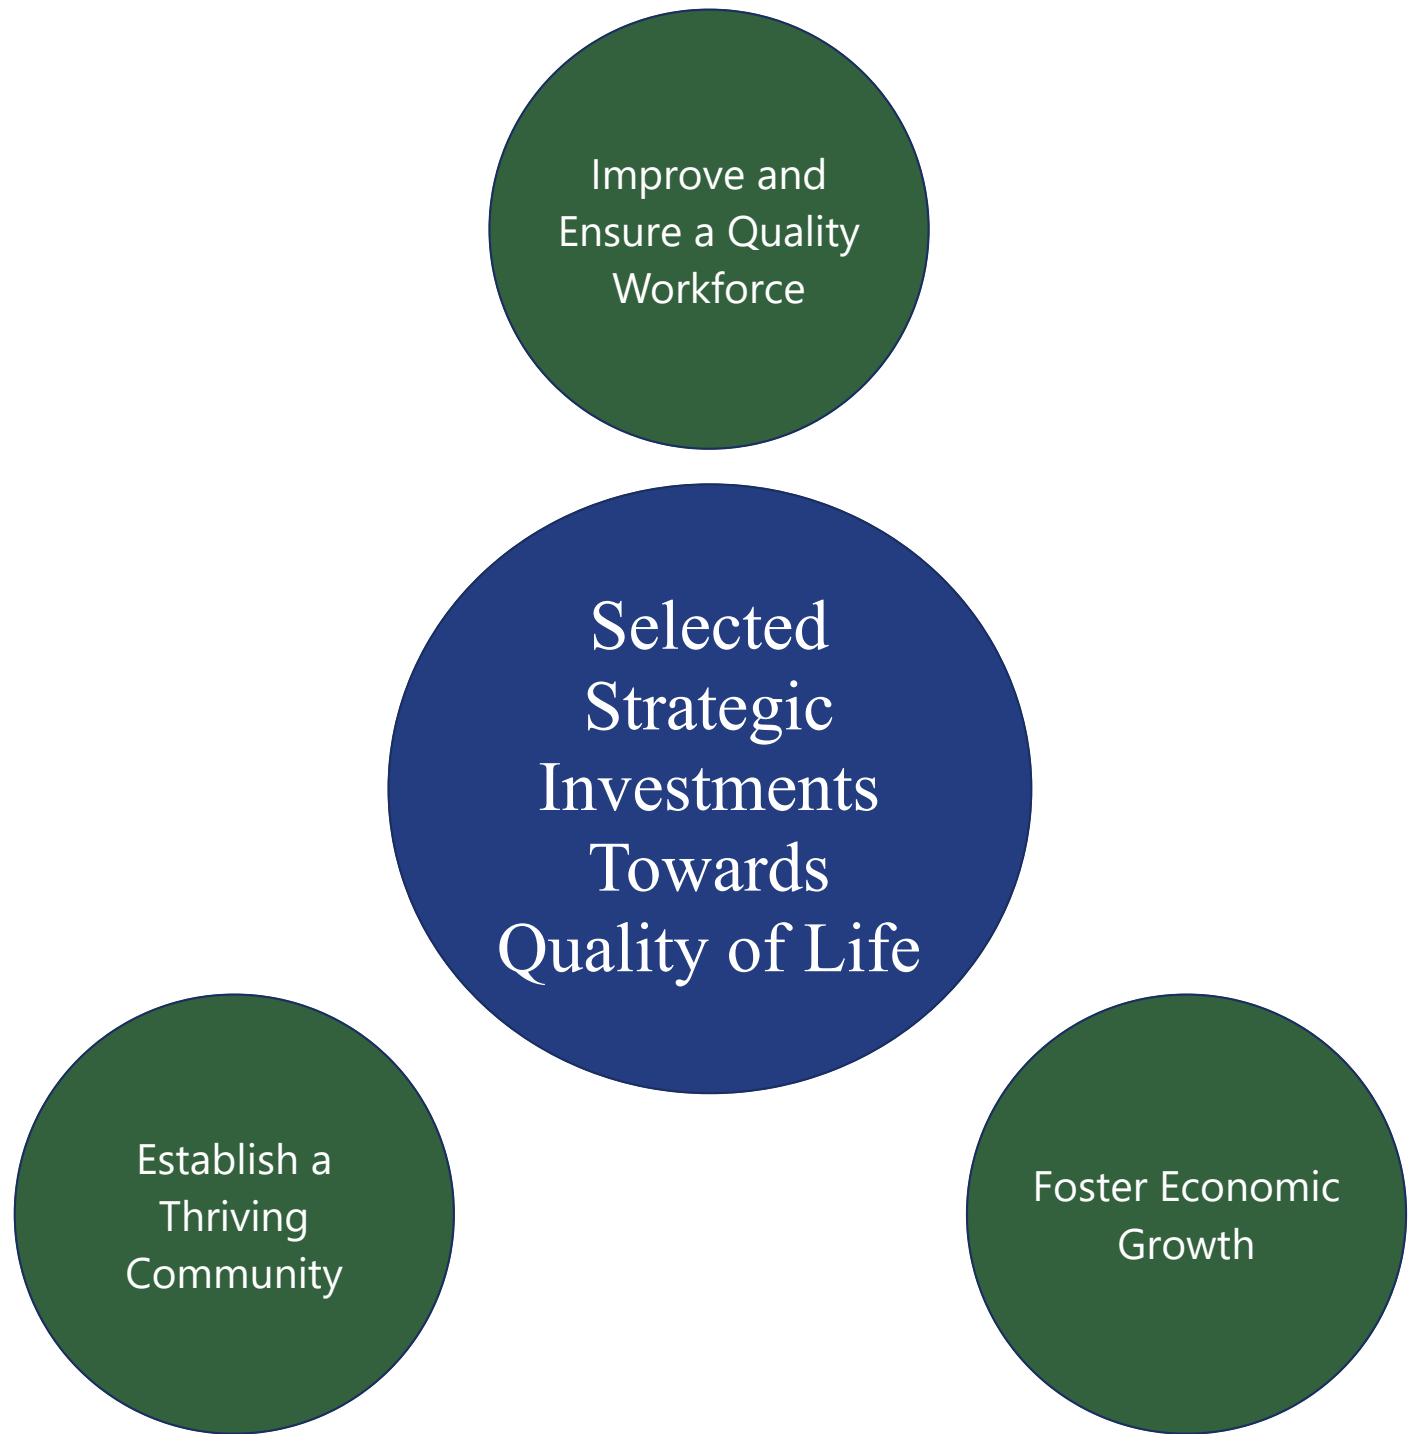 Improve and
Ensure a Quality
Workforce
Selected
Strategic
Investments
Towards
Quality of Life
Establish a
Thriving
Community
Foster Economic
Growth